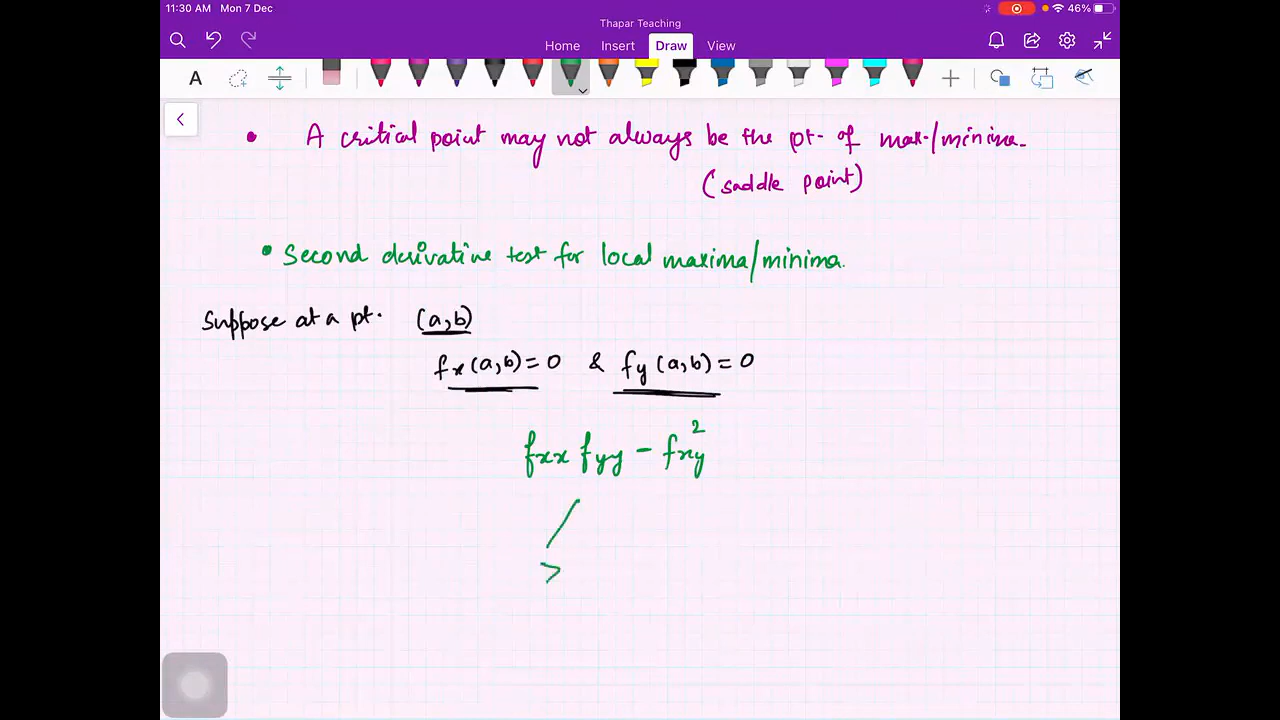 11:30 AM Mon 7 Dec
46%
Thapar Teaching
Home Insert Draw View
A
• A critical point may not always be the pt. of max./minima.
(saddle point)
• Second derivative test for local maxima/minima.
Suppose at a pt. (a,b)
fx(a,b)=0 & fy(a,b)=0
fxx fyy - fxy²
>